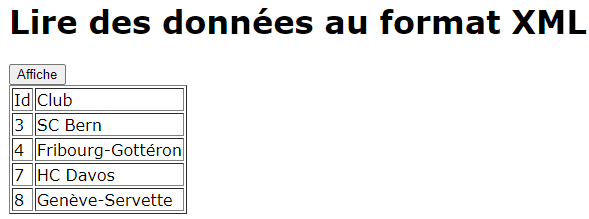 Lire des données au format XML
Affiche
Id Club
3 SC Bern
4 Fribourg-Gottéron
7 HC Davos
8 Genève-Servette